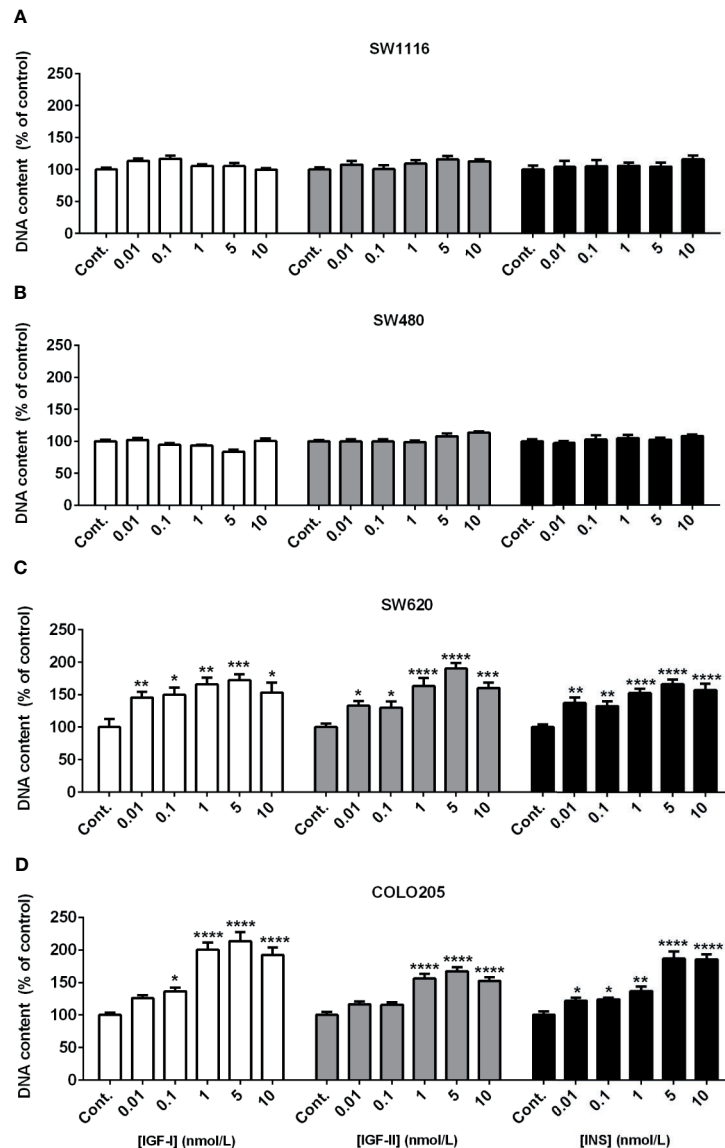 A
SW1116
DNA content (% of control)
250
200
150
100
50
0
Cont. 0.01 0.1 1 5 10 Cont. 0.01 0.1 1 5 10 Cont. 0.01 0.1 1 5 10
B
SW480
DNA content (% of control)
250
200
150
100
50
0
Cont. 0.01 0.1 1 5 10 Cont. 0.01 0.1 1 5 10 Cont. 0.01 0.1 1 5 10
C
SW620
DNA content (% of control)
250
200
150
100
50
0
** * ** *** * * * **** **** *** ** ** **** **** ****
Cont. 0.01 0.1 1 5 10 Cont. 0.01 0.1 1 5 10 Cont. 0.01 0.1 1 5 10
D
COLO205
DNA content (% of control)
250
200
150
100
50
0
* **** **** **** **** **** **** * * ** **** ****
Cont. 0.01 0.1 1 5 10 Cont. 0.01 0.1 1 5 10 Cont. 0.01 0.1 1 5 10
[IGF-I] (nmol/L) [IGF-II] (nmol/L) [INS] (nmol/L)